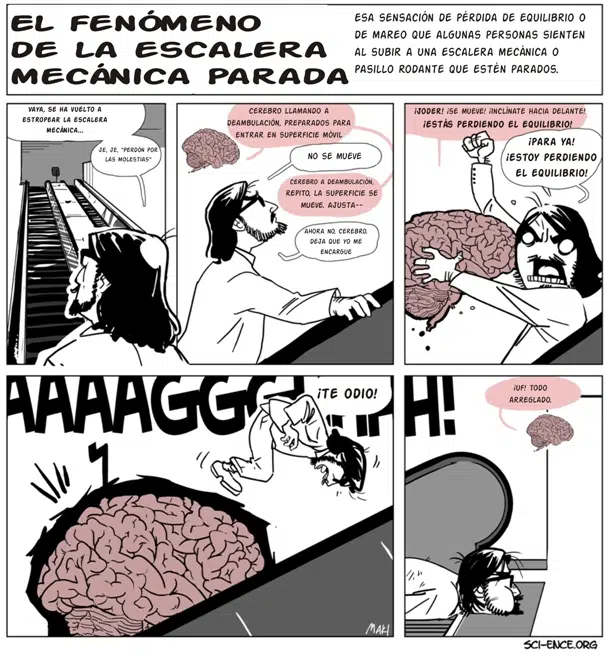 EL FENÓMENO
DE LA ESCALERA
MECÁNICA PARADA
ESA SENSACIÓN DE PÉRDIDA DE EQUILIBRIO O
DE MAREO QUE ALGUNAS PERSONAS SIENTEN
AL SUBIR A UNA ESCALERA MECÁNICA O
PASILLO RODANTE QUE ESTÉN PARADOS.
VAYA, SE HA VUELTO A
ESTROPEAR LA ESCALERA
MECÁNICA...
JE, JE, "PERDÓN POR
LAS MOLESTIAS"
CEREBRO LLAMANDO A
DEAMBULACIÓN, PREPARADOS PARA
ENTRAR EN SUPERFICIE MÓVIL
NO SE MUEVE
CEREBRO A DEAMBULACIÓN,
REPITO, LA SUPERFICIE SE
MUEVE. AJUSTA--
AHORA NO, CEREBRO,
DEJA QUE YO ME
ENCARGUE
¡JODER! ¡SE MUEVE! ¡INCLÍNATE HACIA DELANTE!
¡ESTÁS PERDIENDO EL EQUILIBRIO!
¡PARA YA!
¡ESTOY PERDIENDO
EL EQUILIBRIO!
¡TE ODIO!
¡UF! TODO
ARREGLADO.
MAKI
SCI-ENCE.ORG